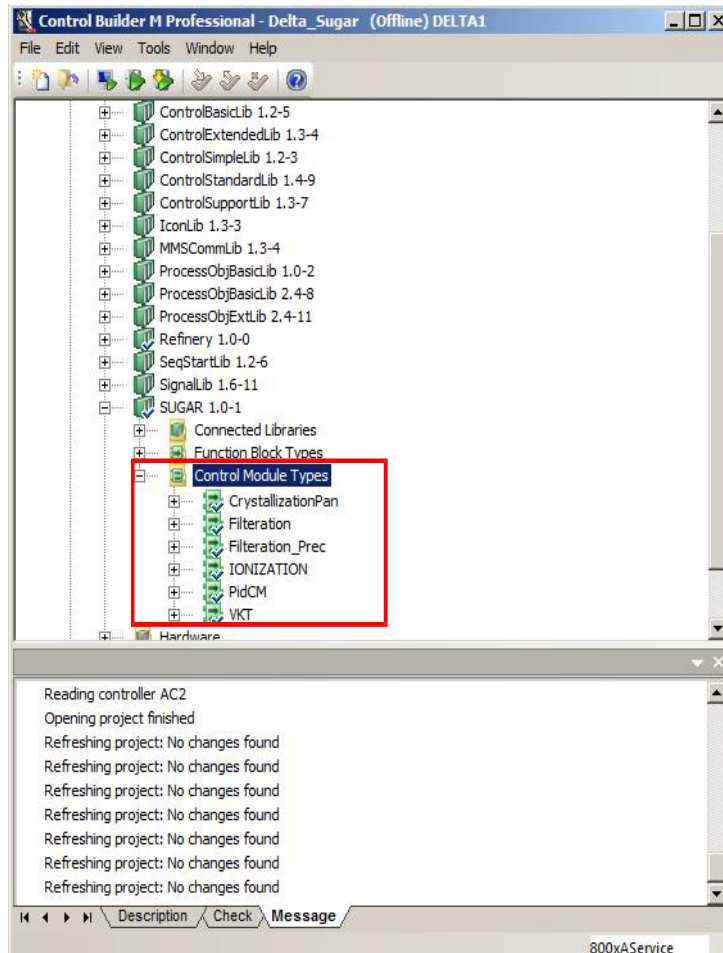 Control Builder M Professional - Delta_Sugar (Offline) DELTA1
File Edit View Tools Window Help
ControlBasicLib 1.2-5
ControlExtendedLib 1.3-4
ControlSimpleLib 1.2-3
ControlStandardLib 1.4-9
ControlSupportLib 1.3-7
IconLib 1.3-3
MMSCommLib 1.3-4
ProcessObjBasicLib 1.0-2
ProcessObjBasicLib 2.4-8
ProcessObjExtLib 2.4-11
Refinery 1.0-0
SeqStartLib 1.2-6
SignalLib 1.6-11
SUGAR 1.0-1
Connected Libraries
Function Block Types
Control Module Types
CrystallizationPan
Filteration
Filteration_Prec
IONIZATION
PidCM
VKT
Hardware
Reading controller AC2
Opening project finished
Refreshing project: No changes found
Refreshing project: No changes found
Refreshing project: No changes found
Refreshing project: No changes found
Refreshing project: No changes found
Refreshing project: No changes found
Refreshing project: No changes found
Description Check Message
800xAService